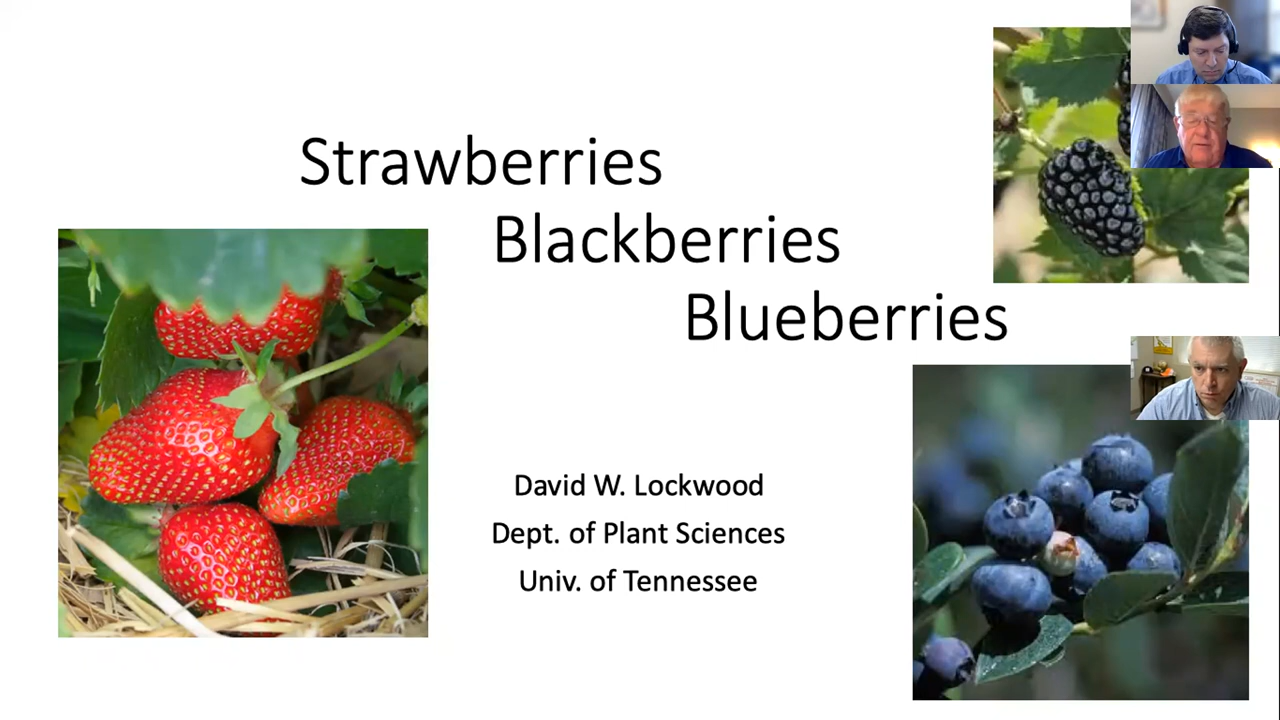 Strawberries
Blackberries
Blueberries
David W. Lockwood
Dept. of Plant Sciences
Univ. of Tennessee